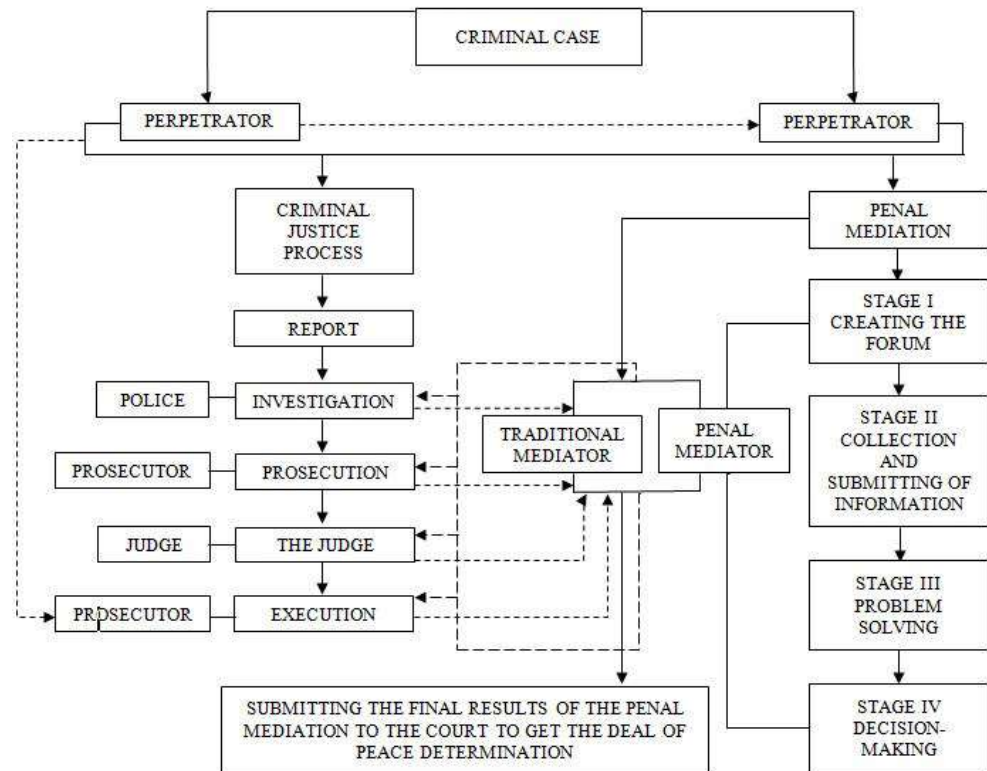 CRIMINAL CASE
PERPETRATOR
PERPETRATOR
CRIMINAL
JUSTICE
PROCESS
PENAL
MEDIATION
REPORT
STAGE I
CREATING THE
FORUM
POLICE
INVESTIGATION
TRADITIONAL
MEDIATOR
PENAL
MEDIATOR
STAGE II
COLLECTION
AND
SUBMITTING OF
INFORMATION
PROSECUTOR
PROSECUTION
JUDGE
THE JUDGE
STAGE III
PROBLEM
SOLVING
PROSECUTOR
EXECUTION
SUBMITTING THE FINAL RESULTS OF THE PENAL
MEDIATION TO THE COURT TO GET THE DEAL OF
PEACE DETERMINATION
STAGE IV
DECISION-
MAKING